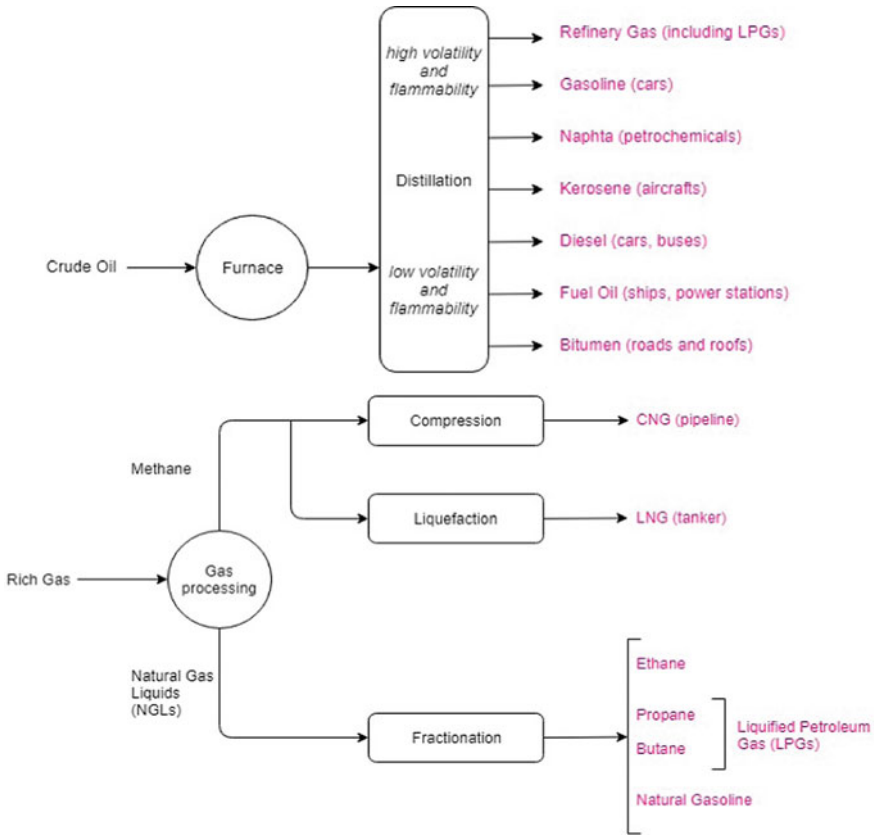 Refinery Gas (including LPGs)
high volatility
and
flammability
Gasoline (cars)
Naphta (petrochemicals)
Distillation
Kerosene (aircrafts)
Diesel (cars, buses)
Crude Oil
Furnace
low volatility
and
flammability
Fuel Oil (ships, power stations)
Bitumen (roads and roofs)
Compression
CNG (pipeline)
Methane
Liquefaction
LNG (tanker)
Rich Gas
Gas
processing
Natural Gas
Liquids
(NGLs)
Fractionation
Ethane
Propane
Butane
Liquified Petroleum
Gas (LPGs)
Natural Gasoline